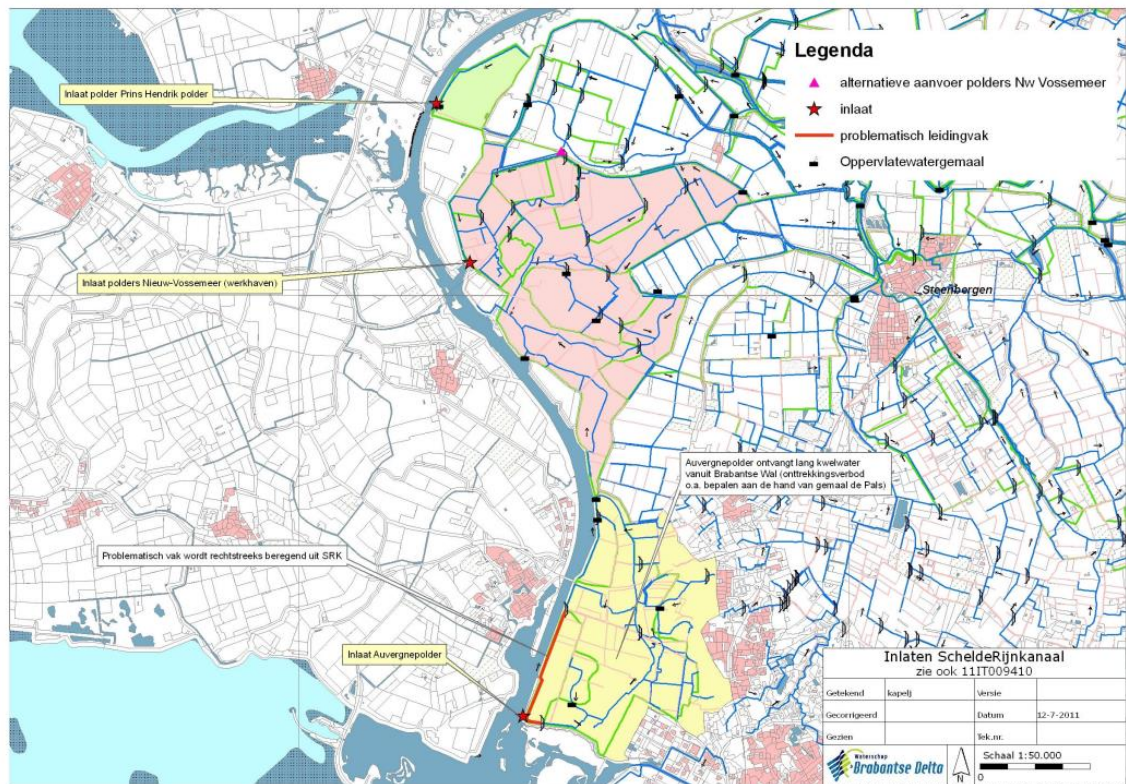 Legenda
alternatieve aanvoer polders Nw Vossemeer
inlaat
problematisch leidingvak
Oppervlatewatergemaal
Inlaat polder Prins Hendrik polder
Inlaat polders Nieuw-Vossemeer (werkhaven)
Steenbergen
Auvergnepolder ontvangt lang kwelwater
vanuit Brabantse Wal (onttrekkingsverbod
o.a. bepalen aan de hand van gemaal de Pals)
Problematisch vak wordt rechtstreeks beregend uit SRK
Inlaat Auvergnepolder
Inlaten ScheldeRijnkanaal
zie ook 11IT009410
Getekend kapelj Versie
Gecorrigeerd Datum 12-7-2011
Gezien Tek.nr.
Waterschap
Brabantse Delta
N
Schaal 1:50.000
0